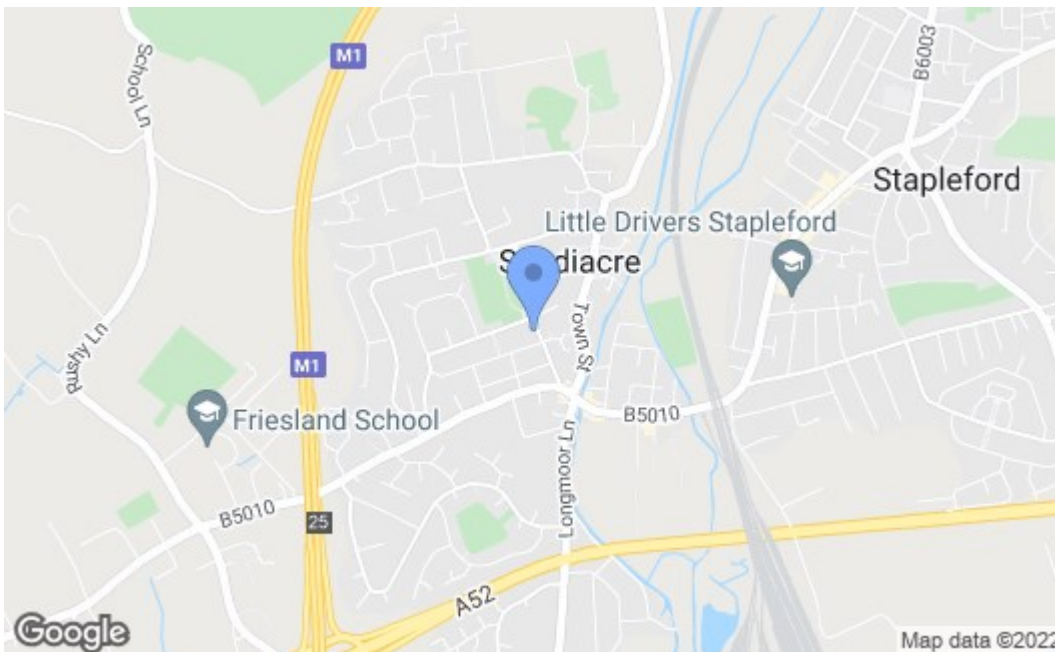 M1
School Ln
B6003
Stapleford
Little Drivers Stapleford
Town St
Rushy Ln
M1
Friesland School
B5010
Longmoor Ln
B5010
25
A52
Google
Map data ©2022